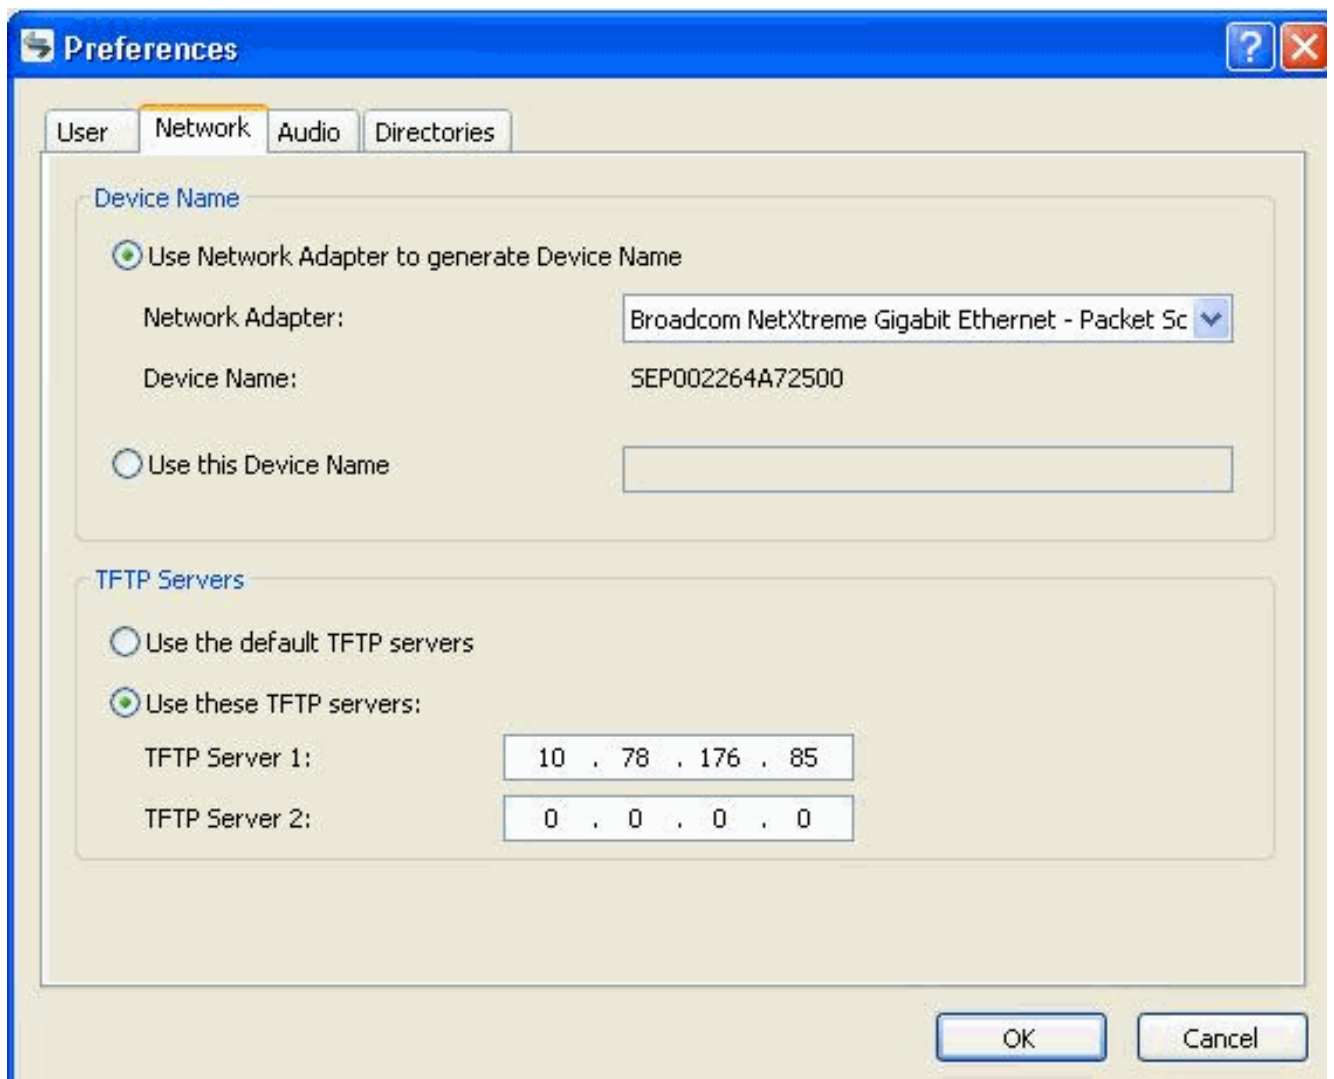 Preferences
User Network Audio Directories
Device Name
Use Network Adapter to generate Device Name
Network Adapter: Broadcom NetXtreme Gigabit Ethernet - Packet Sc
Device Name: SEP002264A72500
Use this Device Name
TFTP Servers
Use the default TFTP servers
Use these TFTP servers:
TFTP Server 1: 10 . 78 . 176 . 85
TFTP Server 2: 0 . 0 . 0 . 0
OK Cancel